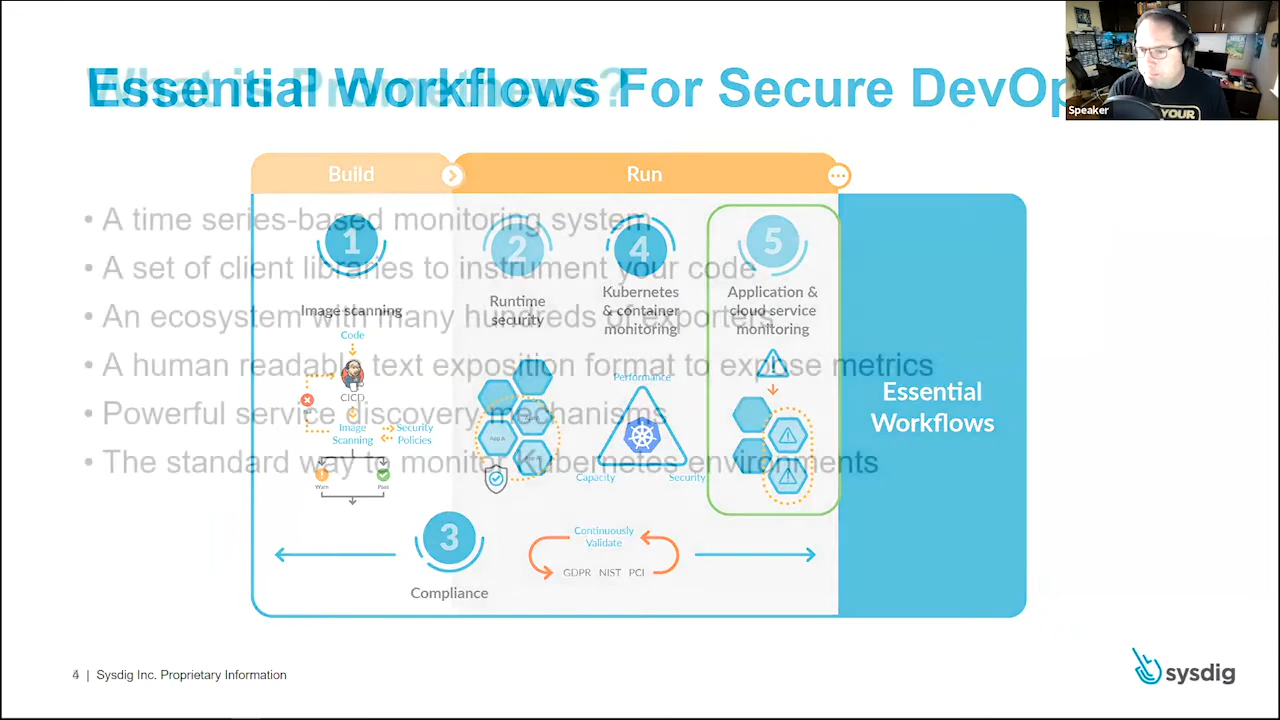 Essential Workflows For Secure DevOp
What is Prometheus?
Speaker
YOUR
Build
Run
• A time series-based monitoring system
• A set of client libraries to instrument your code
• An ecosystem with many hundreds of exporters
• A human readable text exposition format to expose metrics
• Powerful service discovery mechanisms
• The standard way to monitor Kubernetes environments
1
Image scanning
Code
CICD
Image
Scanning
Security
Policies
Warn
Pass
2
Runtime
security
App A
4
Kubernetes
& container
monitoring
Performance
Capacity
Security
5
Application &
cloud service
monitoring
Essential
Workflows
3
Compliance
Continuously
Validate
GDPR NIST PCI
4 | Sysdig Inc. Proprietary Information
sysdig